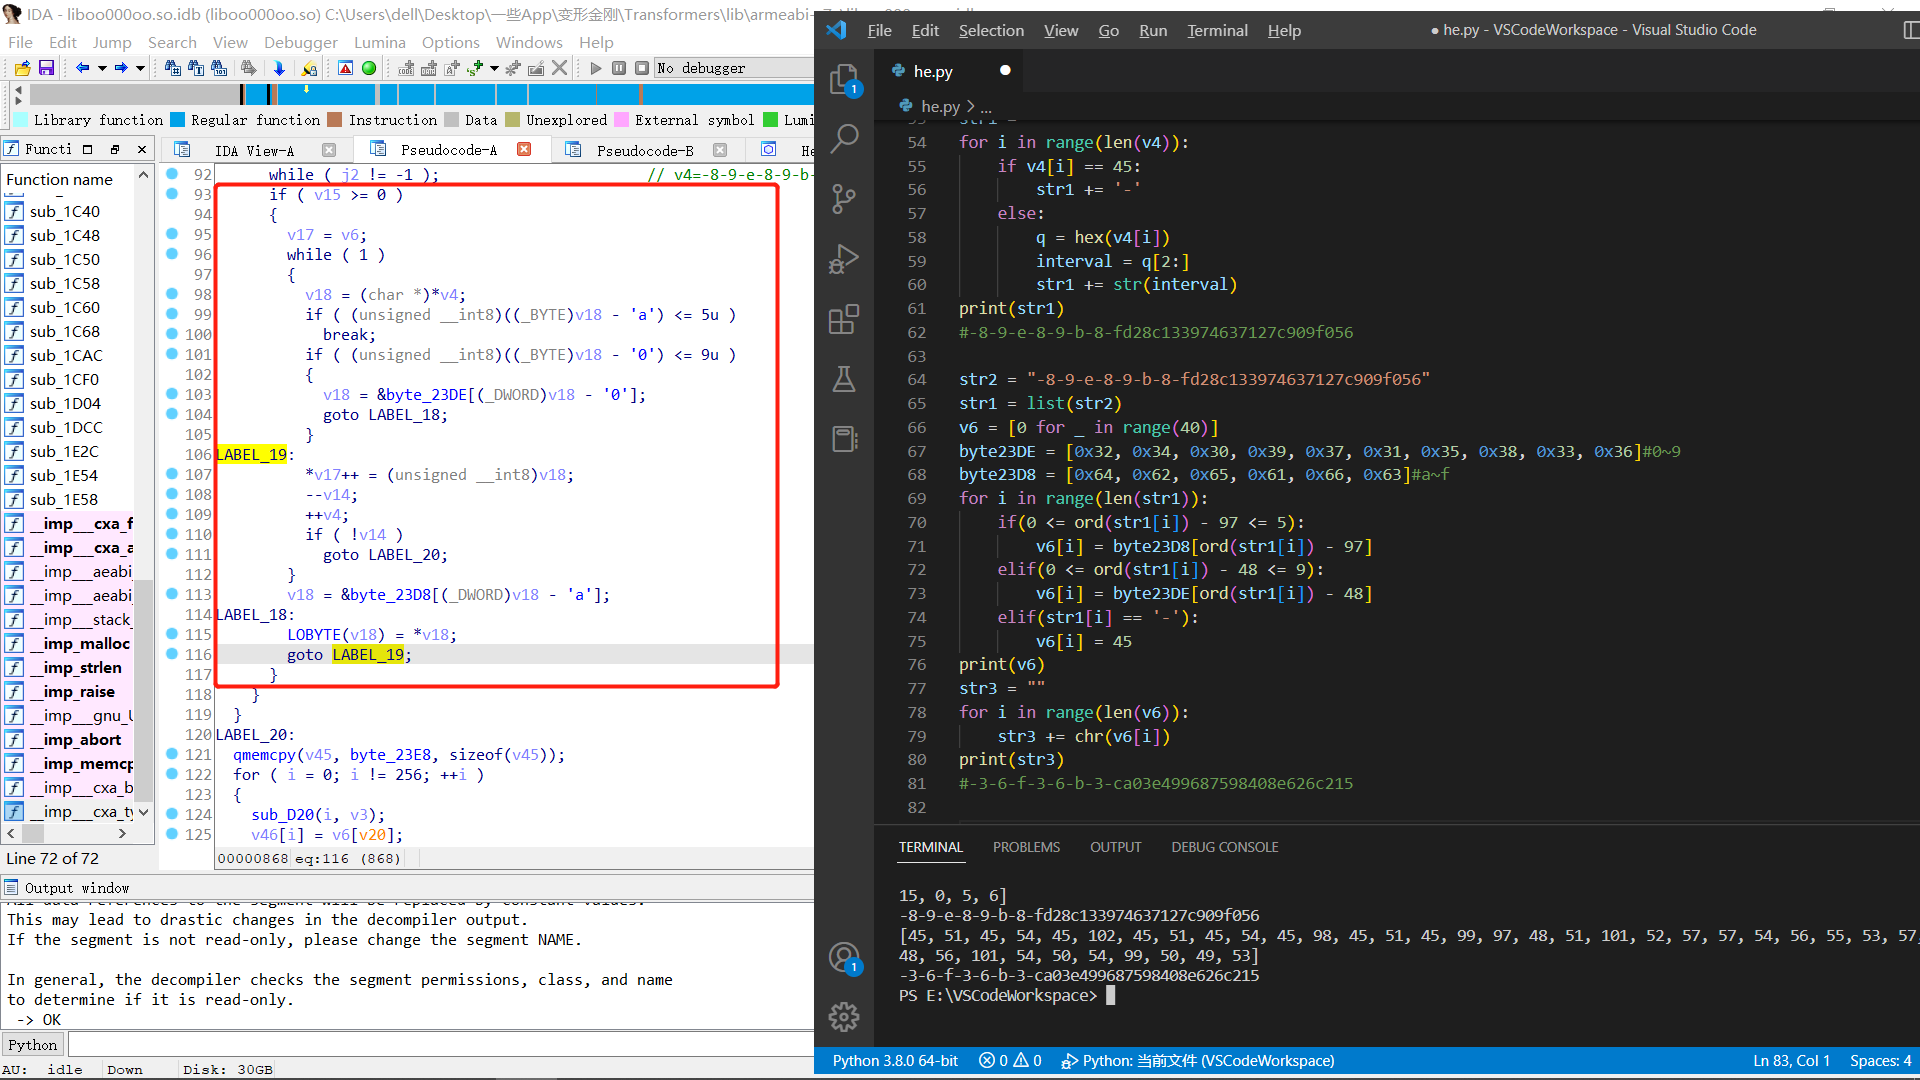 IDA - liboo000oo.so.idb (liboo000oo.so) C:\Users\dell\Desktop\一些App\变形金刚\Transformers\lib\armeabi-
File Edit Jump Search View Debugger Lumina Options Windows Help
No debugger
Library function Regular function Instruction Data Unexplored External symbol Lumi
Functi
IDA View-A Pseudocode-A Pseudocode-B He
Function name
sub_1C40
sub_1C48
sub_1C50
sub_1C58
sub_1C60
sub_1C68
sub_1CAC
sub_1CF0
sub_1D04
sub_1DCC
sub_1E2C
sub_1E54
sub_1E58
__imp___cxa_f
__imp___cxa_a
__imp___aeabi_
__imp___aeabi_
__imp___stack_
__imp_malloc
__imp_strlen
__imp_raise
__imp___gnu_U
__imp_abort
__imp_memcp
__imp___cxa_b
__imp___cxa_ty
Line 72 of 72
92 while ( j2 != -1 ); // v4=-8-9-e-8-9-b-
93 if ( v15 >= 0 )
94 {
95 v17 = v6;
96 while ( 1 )
97 {
98 v18 = (char *)*v4;
99 if ( (unsigned __int8)((_BYTE)v18 - 'a') <= 5u )
100 break;
101 if ( (unsigned __int8)((_BYTE)v18 - '0') <= 9u )
102 {
103 v18 = &byte_23DE[(_DWORD)v18 - '0'];
104 goto LABEL_18;
105 }
106 LABEL_19:
107 *v17++ = (unsigned __int8)v18;
108 --v14;
109 ++v4;
110 if ( !v14 )
111 goto LABEL_20;
112 }
113 v18 = &byte_23D8[(_DWORD)v18 - 'a'];
114 LABEL_18:
115 LOBYTE(v18) = *v18;
116 goto LABEL_19;
117 }
118 }
119 }
120 LABEL_20:
121 qmemcpy(v45, byte_23E8, sizeof(v45));
122 for ( i = 0; i != 256; ++i )
123 {
124 sub_D20(i, v3);
125 v46[i] = v6[v20];
00000868 eq:116 (868)
Output window
All data references to the segment will be replaced by constant values.
This may lead to drastic changes in the decompiler output.
If the segment is not read-only, please change the segment NAME.
In general, the decompiler checks the segment permissions, class, and name
to determine if it is read-only.
-> OK
Python
AU: idle Down Disk: 30GB
File Edit Selection View Go Run Terminal Help
● he.py - VSCodeWorkspace - Visual Studio Code
1
he.py
he.py > ...
54 for i in range(len(v4)):
55 if v4[i] == 45:
56 str1 += '-'
57 else:
58 q = hex(v4[i])
59 interval = q[2:]
60 str1 += str(interval)
61 print(str1)
62 #-8-9-e-8-9-b-8-fd28c133974637127c909f056
63
64 str2 = "-8-9-e-8-9-b-8-fd28c133974637127c909f056"
65 str1 = list(str2)
66 v6 = [0 for _ in range(40)]
67 byte23DE = [0x32, 0x34, 0x30, 0x39, 0x37, 0x31, 0x35, 0x38, 0x33, 0x36]#0~9
68 byte23D8 = [0x64, 0x62, 0x65, 0x61, 0x66, 0x63]#a~f
69 for i in range(len(str1)):
70 if(0 <= ord(str1[i]) - 97 <= 5):
71 v6[i] = byte23D8[ord(str1[i]) - 97]
72 elif(0 <= ord(str1[i]) - 48 <= 9):
73 v6[i] = byte23DE[ord(str1[i]) - 48]
74 elif(str1[i] == '-'):
75 v6[i] = 45
76 print(v6)
77 str3 = ""
78 for i in range(len(v6)):
79 str3 += chr(v6[i])
80 print(str3)
81 #-3-6-f-3-6-b-3-ca03e499687598408e626c215
82
TERMINAL PROBLEMS OUTPUT DEBUG CONSOLE
15, 0, 5, 6]
-8-9-e-8-9-b-8-fd28c133974637127c909f056
[45, 51, 45, 54, 45, 102, 45, 51, 45, 54, 45, 98, 45, 51, 45, 99, 97, 48, 51, 101, 52, 57, 57, 54, 56, 55, 53, 57,
48, 56, 101, 54, 50, 54, 99, 50, 49, 53]
-3-6-f-3-6-b-3-ca03e499687598408e626c215
PS E:\VSCodeWorkspace>
1
Python 3.8.0 64-bit 0 0 Python: 当前文件 (VSCodeWorkspace) Ln 83, Col 1 Spaces: 4